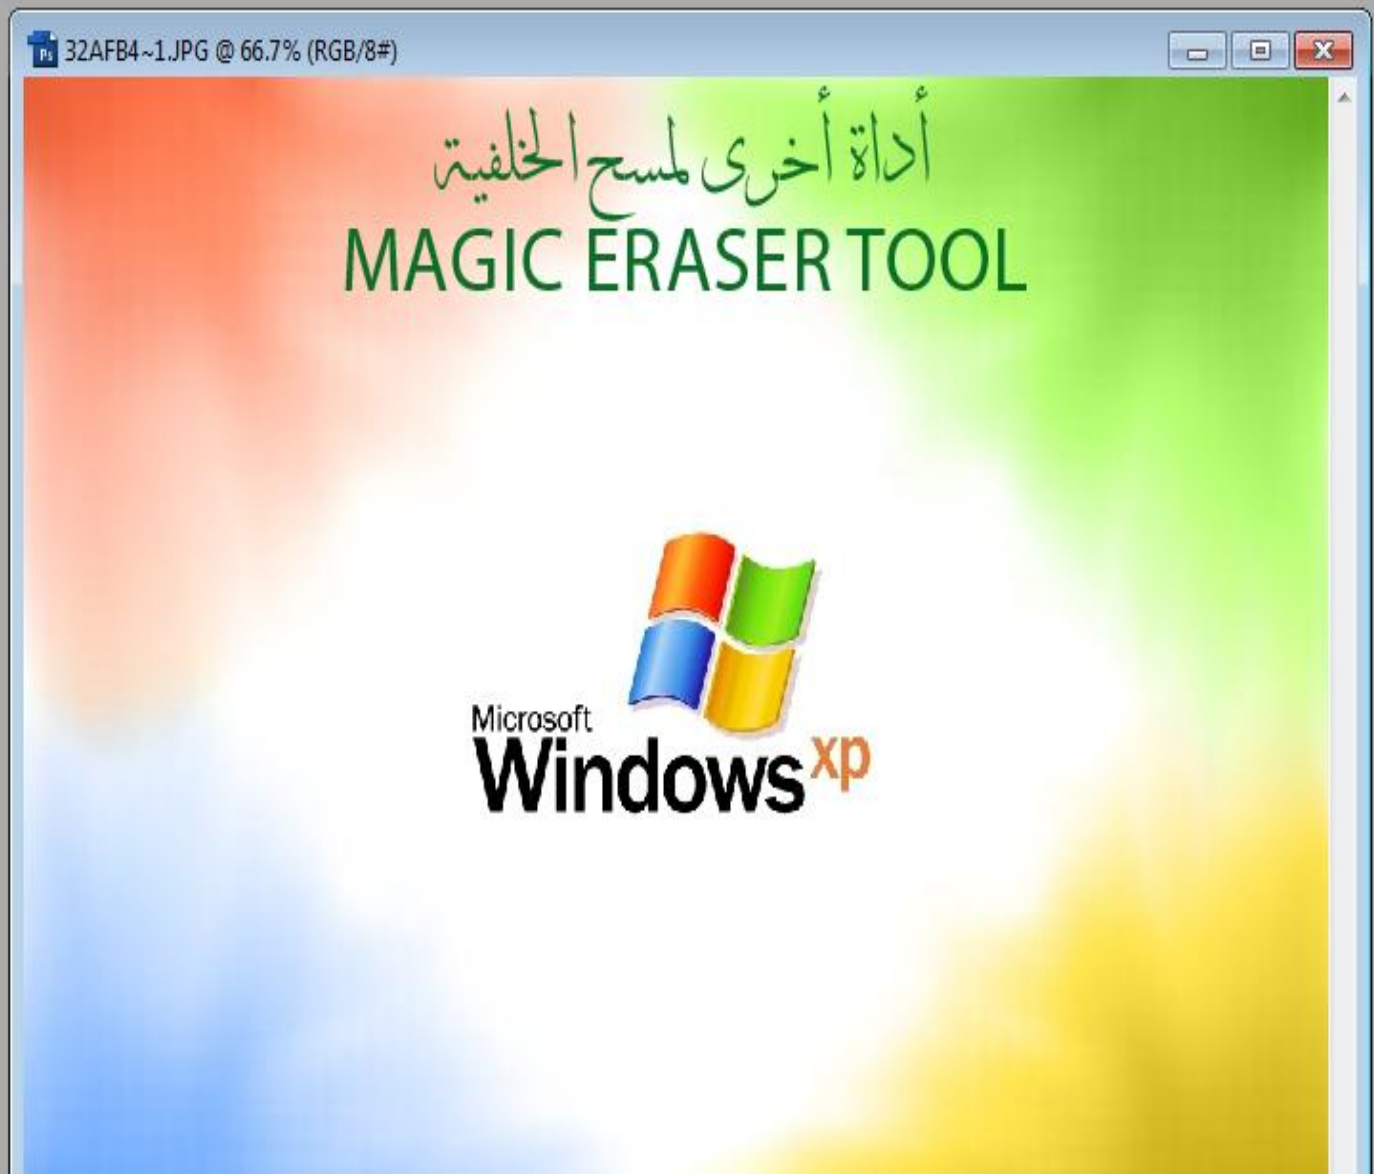 32AFB4~1.JPG @ 66.7% (RGB/8#)
أداة أخرى لمسح الخلفية
MAGIC ERASER TOOL
Microsoft
Windows xp